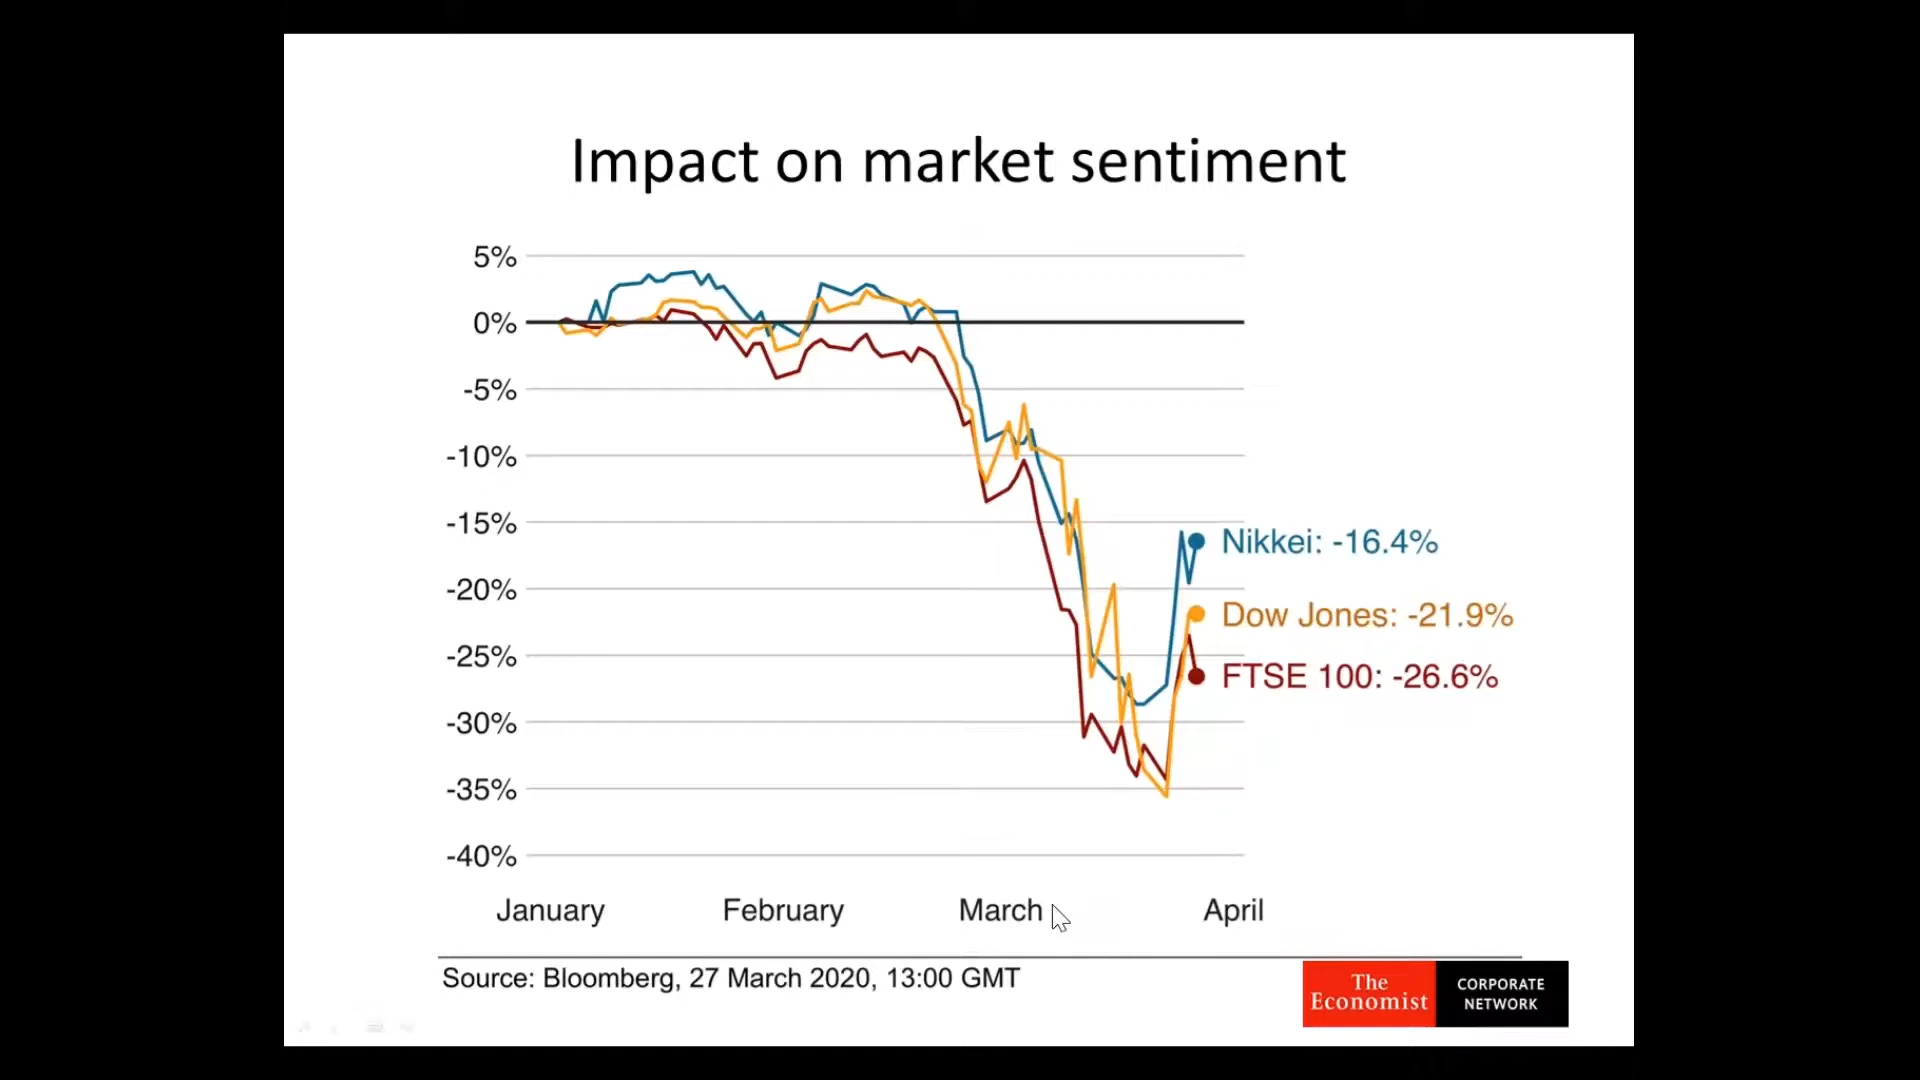 Impact on market sentiment
5%
0%
-5%
-10%
-15%
-20%
-25%
-30%
-35%
-40%
Nikkei: -16.4%
Dow Jones: -21.9%
FTSE 100: -26.6%
January February March April
Source: Bloomberg, 27 March 2020, 13:00 GMT
The
Economist
CORPORATE
NETWORK